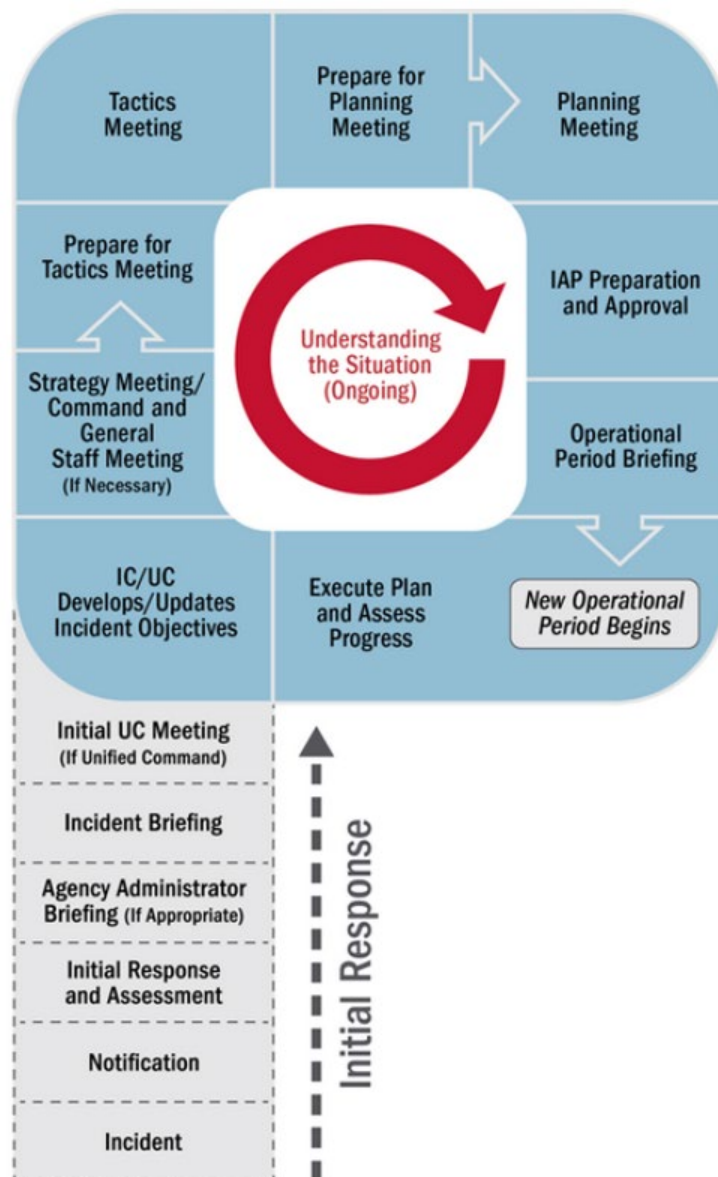 Tactics
Meeting
Prepare for
Planning
Meeting
Planning
Meeting
Prepare for
Tactics Meeting
Understanding
the Situation
(Ongoing)
IAP Preparation
and Approval
Strategy Meeting/
Command and
General
Staff Meeting
(If Necessary)
Operational
Period Briefing
IC/UC
Develops/Updates
Incident Objectives
Execute Plan
and Assess
Progress
New Operational
Period Begins
Initial UC Meeting
(If Unified Command)
Incident Briefing
Agency Administrator
Briefing (If Appropriate)
Initial Response
and Assessment
Notification
Incident
Initial Response